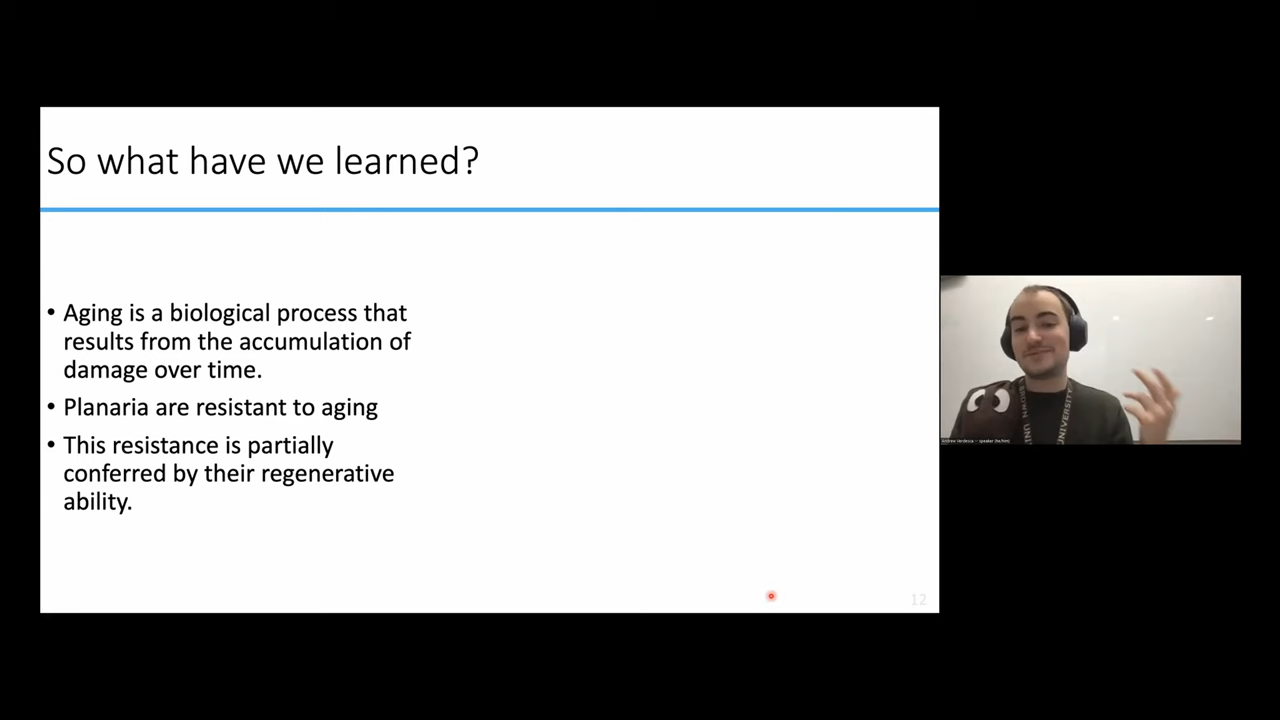 So what have we learned?
• Aging is a biological process that
results from the accumulation of
damage over time.
• Planaria are resistant to aging
• This resistance is partially
conferred by their regenerative
ability.
12
UNIVERSITY